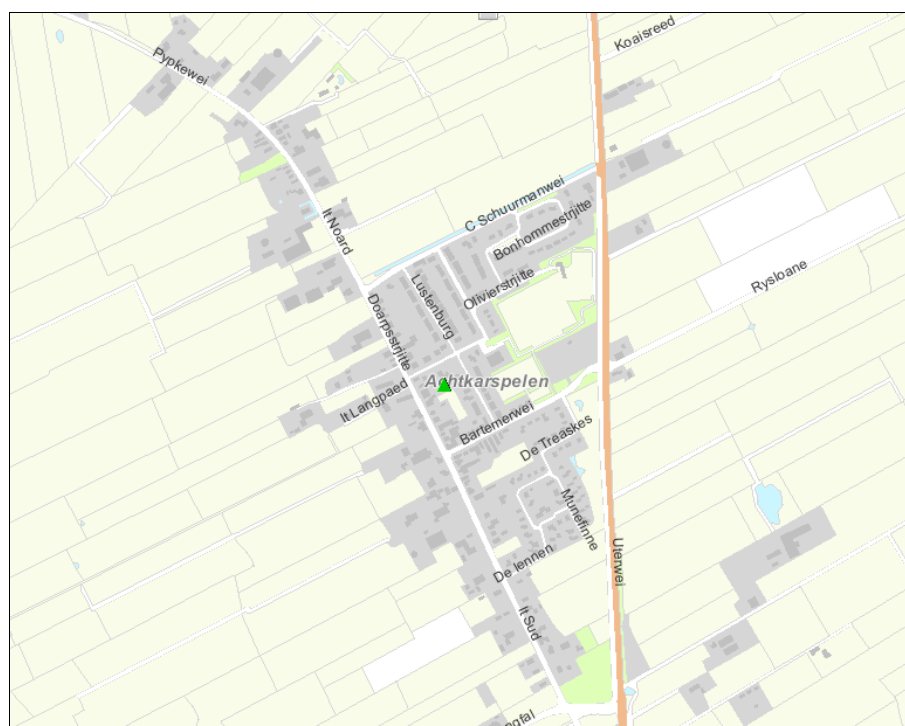 Koaisreed
Pypkewei
C Schuurmanwei
It Noard
Bonhommestrjitte
Rysloane
Olivierstrjitte
Lustenburg
Doarpsstrjitte
Achtkarspelen
It Langpaed
Bartemerwei
De Treaskes
Munefinne
Uterwei
De Iennen
It Sud